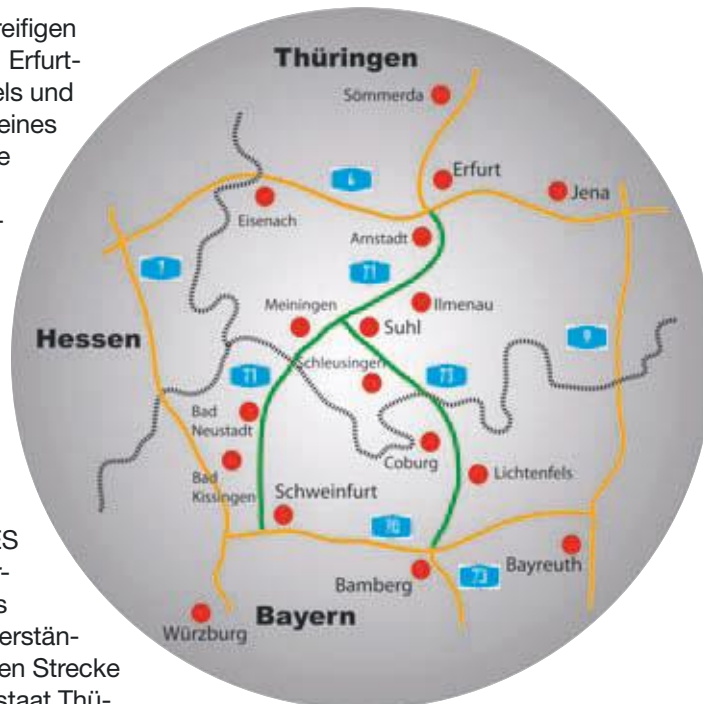 reifigen
Erfurt-
els und
eines
e
-
ES
r-
s
erstän-
en Strecke
staat Thü-
Thüringen
Sömmerda
Erfurt
4
Jena
Eisenach
Arnstadt
7
71
Ilmenau
Meiningen
Hessen
Suhl
9
Schleusingen
71
73
Bad
Neustadt
Coburg
Lichtenfels
Bad
Kissingen
Schweinfurt
70
Bayreuth
Bamberg
73
Bayern
Würzburg